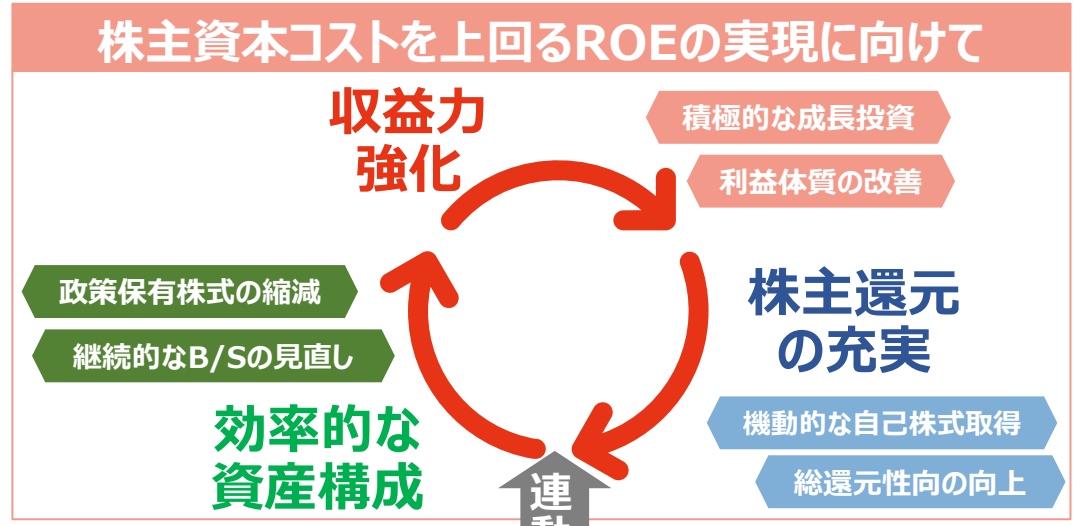 株主資本コストを上回るROEの実現に向けて
収益力
強化
積極的な成長投資
利益体質の改善
株主還元
の充実
機動的な自己株式取得
総還元性向の向上
政策保有株式の縮減
継続的なB/Sの見直し
効率的な
資産構成
連
動